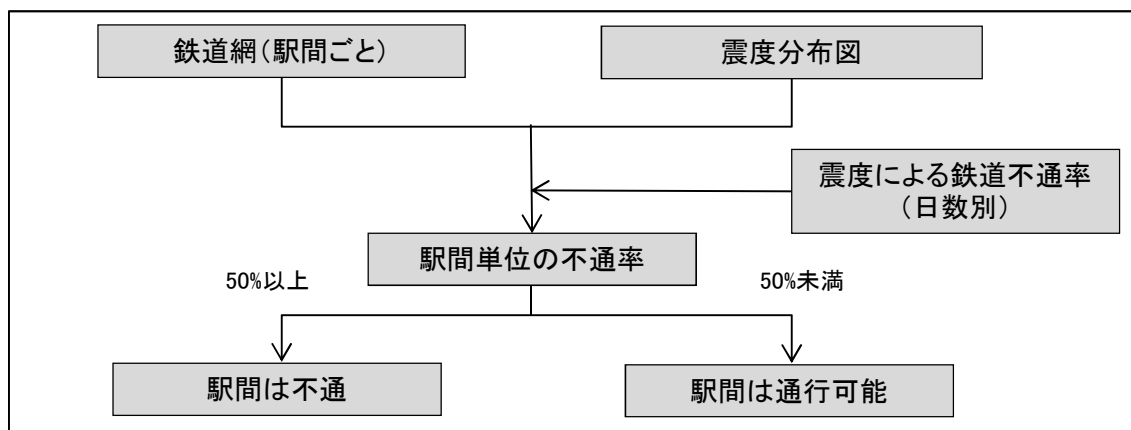 鉄道網(駅間ごと)
震度分布図
震度による鉄道不通率
(日数別)
駅間単位の不通率
50%以上
50%未満
駅間は不通
駅間は通行可能